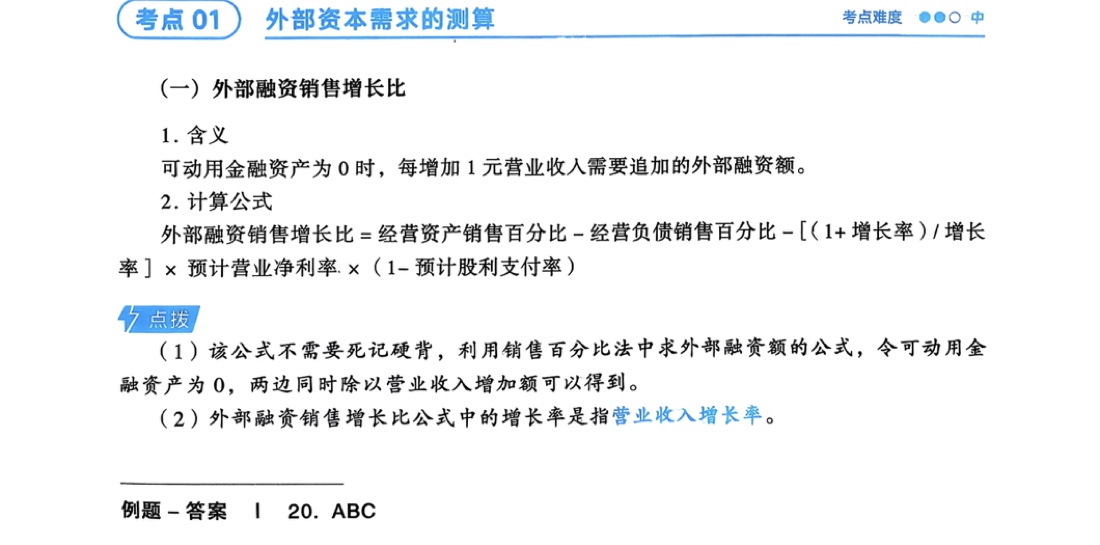 考点 01 外部资本需求的测算 考点难度 中
（一）外部融资销售增长比
1. 含义
可动用金融资产为 0 时，每增加 1 元营业收入需要追加的外部融资额。
2. 计算公式
外部融资销售增长比 = 经营资产销售百分比 - 经营负债销售百分比 - [（1+ 增长率）/ 增长
率 ] × 预计营业净利率 ×（1- 预计股利支付率）
点拨
（1）该公式不需要死记硬背，利用销售百分比法中求外部融资额的公式，令可动用金
融资产为 0，两边同时除以营业收入增加额可以得到。
（2）外部融资销售增长比公式中的增长率是指营业收入增长率。
例题 - 答案 | 20. ABC